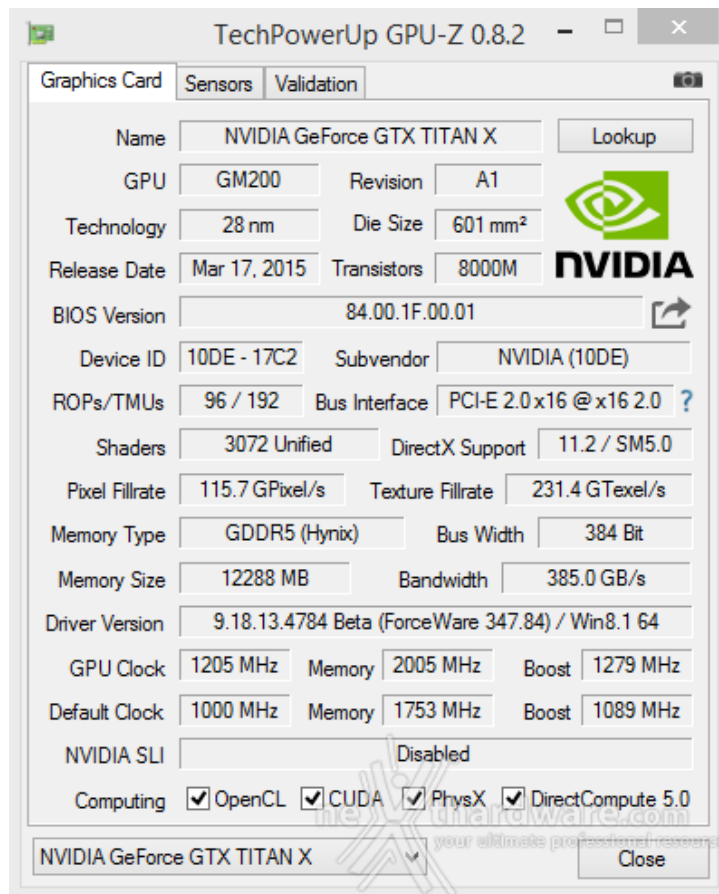 TechPowerUp GPU-Z 0.8.2
Graphics Card Sensors Validation
Name NVIDIA GeForce GTX TITAN X Lookup
GPU GM200 Revision A1
Technology 28 nm Die Size 601 mm²
Release Date Mar 17, 2015 Transistors 8000M NVIDIA
BIOS Version 84.00.1F.00.01
Device ID 10DE - 17C2 Subvendor NVIDIA (10DE)
ROPs/TMUs 96 / 192 Bus Interface PCI-E 2.0 x16 @ x16 2.0 ?
Shaders 3072 Unified DirectX Support 11.2 / SM5.0
Pixel Fillrate 115.7 GPixel/s Texture Fillrate 231.4 GTexel/s
Memory Type GDDR5 (Hynix) Bus Width 384 Bit
Memory Size 12288 MB Bandwidth 385.0 GB/s
Driver Version 9.18.13.4784 Beta (ForceWare 347.84) / Win8.1 64
GPU Clock 1205 MHz Memory 2005 MHz Boost 1279 MHz
Default Clock 1000 MHz Memory 1753 MHz Boost 1089 MHz
NVIDIA SLI Disabled
Computing OpenCL CUDA PhysX DirectCompute 5.0
your ultimate professional resource
NVIDIA GeForce GTX TITAN X Close